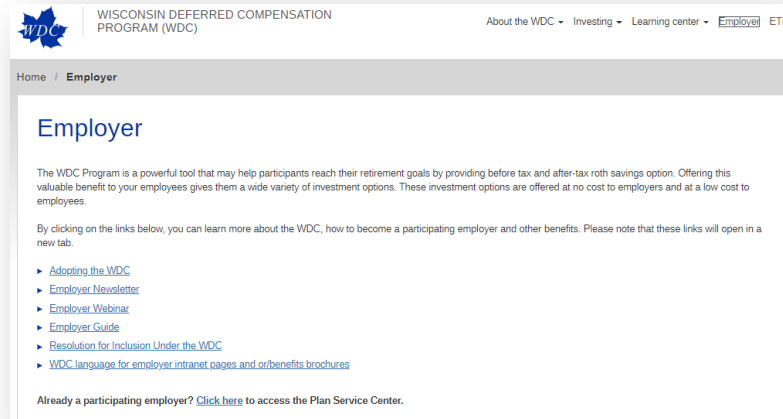 WDC
WISCONSIN DEFERRED COMPENSATION
PROGRAM (WDC)
About the WDC Investing Learning center Employer
Home / Employer
Employer
The WDC Program is a powerful tool that may help participants reach their retirement goals by providing before tax and after-tax roth savings option. Offering this
valuable benefit to your employees gives them a wide variety of investment options. These investment options are offered at no cost to employers and at a low cost to
employees.
By clicking on the links below, you can learn more about the WDC, how to become a participating employer and other benefits. Please note that these links will open in a
new tab.
Adopting the WDC
Employer Newsletter
Employer Webinar
Employer Guide
Resolution for Inclusion Under the WDC
WDC language for employer intranet pages and or/benefits brochures
Already a participating employer? Click here to access the Plan Service Center.